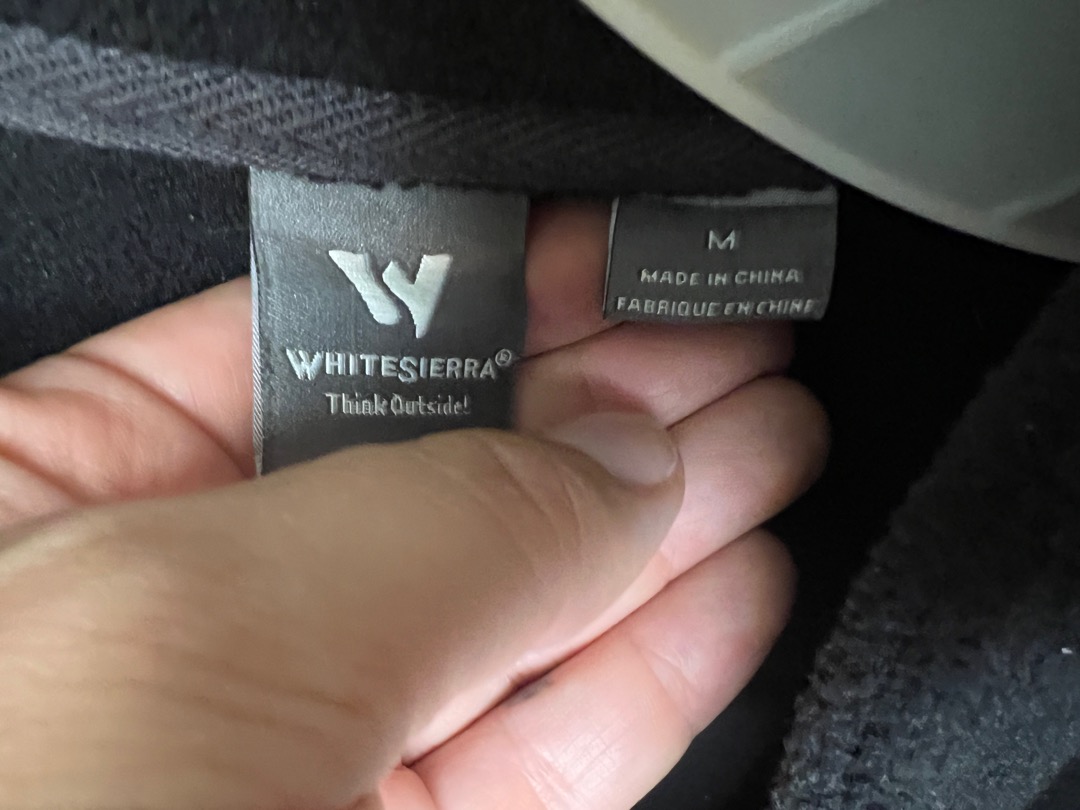 W
WHITESIERRA®
Think Outside!
M
MADE IN CHINA
FABRIQUE EN CHINE